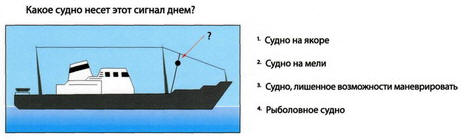 Какое судно несет этот сигнал днем?
?
1. Судно на якоре
2. Судно на мели
3. Судно, лишенное возможности маневрировать
4. Рыболовное судно